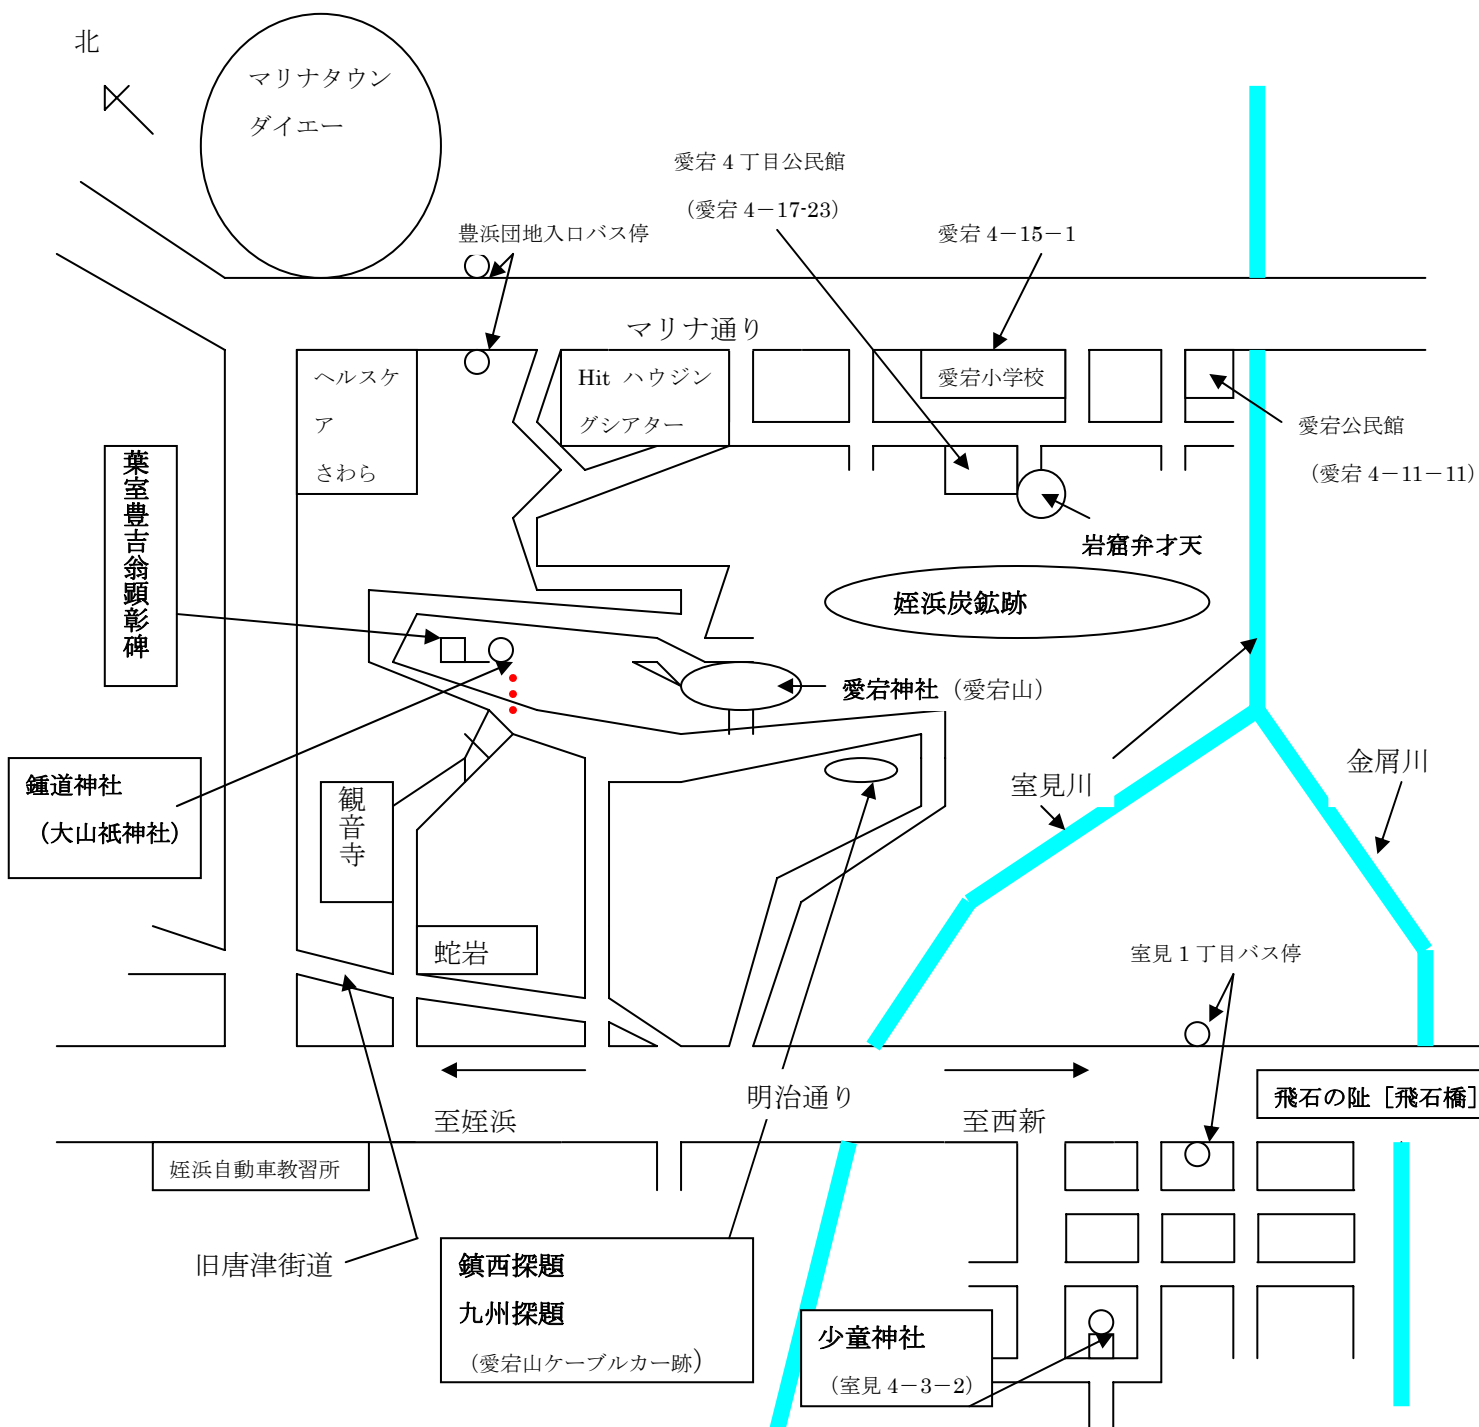 北
マリナタウン
ダイエー
愛宕 4 丁目公民館
（愛宕 4－17-23）
豊浜団地入口バス停
愛宕 4－15－1
マリナ通り
ヘルスケ
ア
さわら
Hit ハウジン
グシアター
愛宕小学校
愛宕公民館
（愛宕 4－11－11）
葉室豊吉翁顕彰碑
岩窟弁才天
姪浜炭鉱跡
愛宕神社（愛宕山）
鍾道神社
（大山祇神社）
観音寺
室見川
金屑川
蛇岩
室見 1 丁目バス停
明治通り
至姪浜
至西新
飛石の阯［飛石橋］
姪浜自動車教習所
旧唐津街道
鎮西探題
九州探題
（愛宕山ケーブルカー跡）
少童神社
（室見 4－3－2）